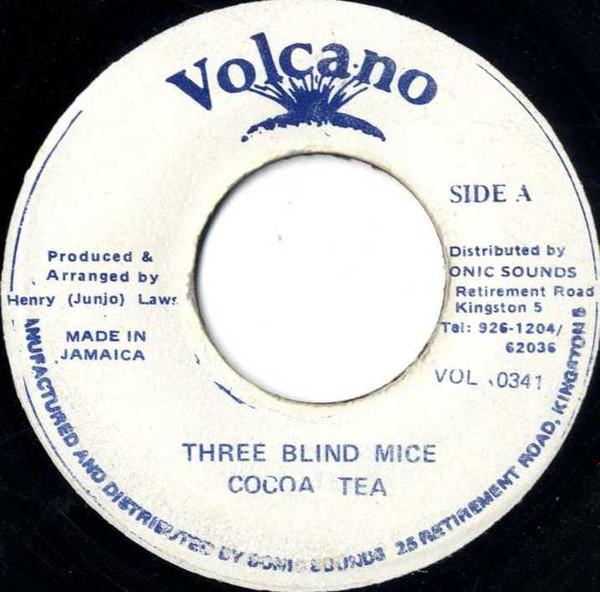 Volcano
SIDE A
Produced &
Arranged by
Henry (Junjo) Laws
MADE IN
JAMAICA
Distributed by
ONIC SOUNDS
Retirement Road
Kingston 5
Tel: 926-1204/
62036
VOL .0341
THREE BLIND MICE
COCOA TEA
ANUFACTURED AND DISTRIBUTED BY SONIC SOUNDS 25 RETIREMENT ROAD, KINGSTON 5